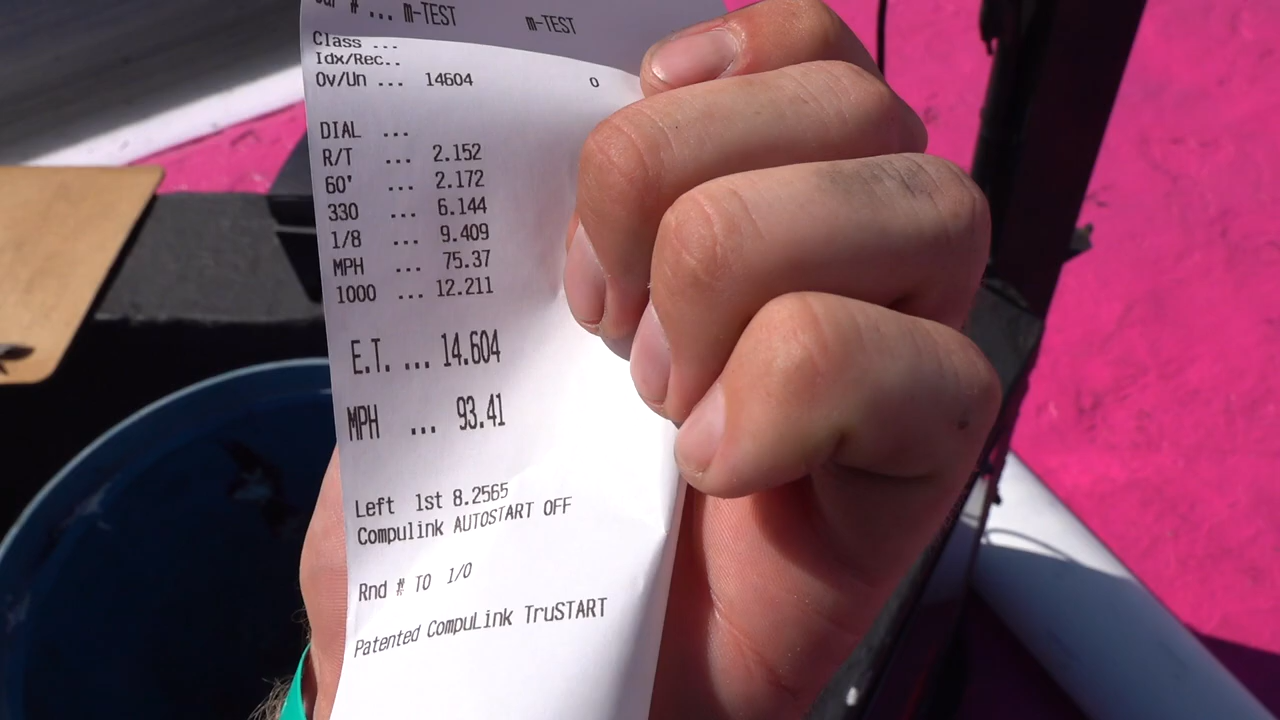 # ... m-TEST m-TEST
Class ...
Idx/Rec..
Ov/Un ... 14604 0
DIAL ...
R/T ... 2.152
60' ... 2.172
330 ... 6.144
1/8 ... 9.409
MPH ... 75.37
1000 ... 12.211
E.T. ... 14.604
MPH ... 93.41
Left 1st 8.2565
Compulink AUTOSTART OFF
Rnd # TO 1/0
Patented CompuLink TruSTART